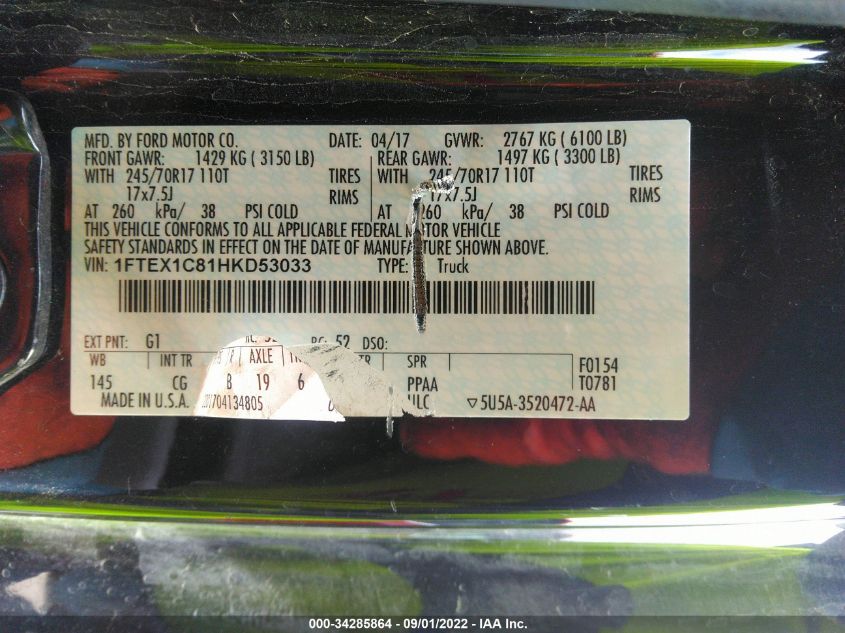 MFD. BY FORD MOTOR CO. DATE: 04/17 GVWR: 2767 KG ( 6100 LB)
FRONT GAWR: 1429 KG ( 3150 LB) REAR GAWR: 1497 KG ( 3300 LB)
WITH 245/70R17 110T TIRES WITH 245/70R17 110T TIRES
17x7.5J RIMS 17x7.5J RIMS
AT 260 kPa/ 38 PSI COLD AT 260 kPa/ 38 PSI COLD
THIS VEHICLE CONFORMS TO ALL APPLICABLE FEDERAL MOTOR VEHICLE
SAFETY STANDARDS IN EFFECT ON THE DATE OF MANUFACTURE SHOWN ABOVE.
VIN: 1FTEX1C81HKD53033 TYPE: Truck
EXT PNT: G1 RC: 52 DSO:
WB INT TR AXLE TR SPR F0154
145 CG B 19 6 PPAA T0781
MADE IN U.S.A. 704134805 ULC ▽5U5A-3520472-AA
000-34285864 - 09/01/2022 - IAA Inc.